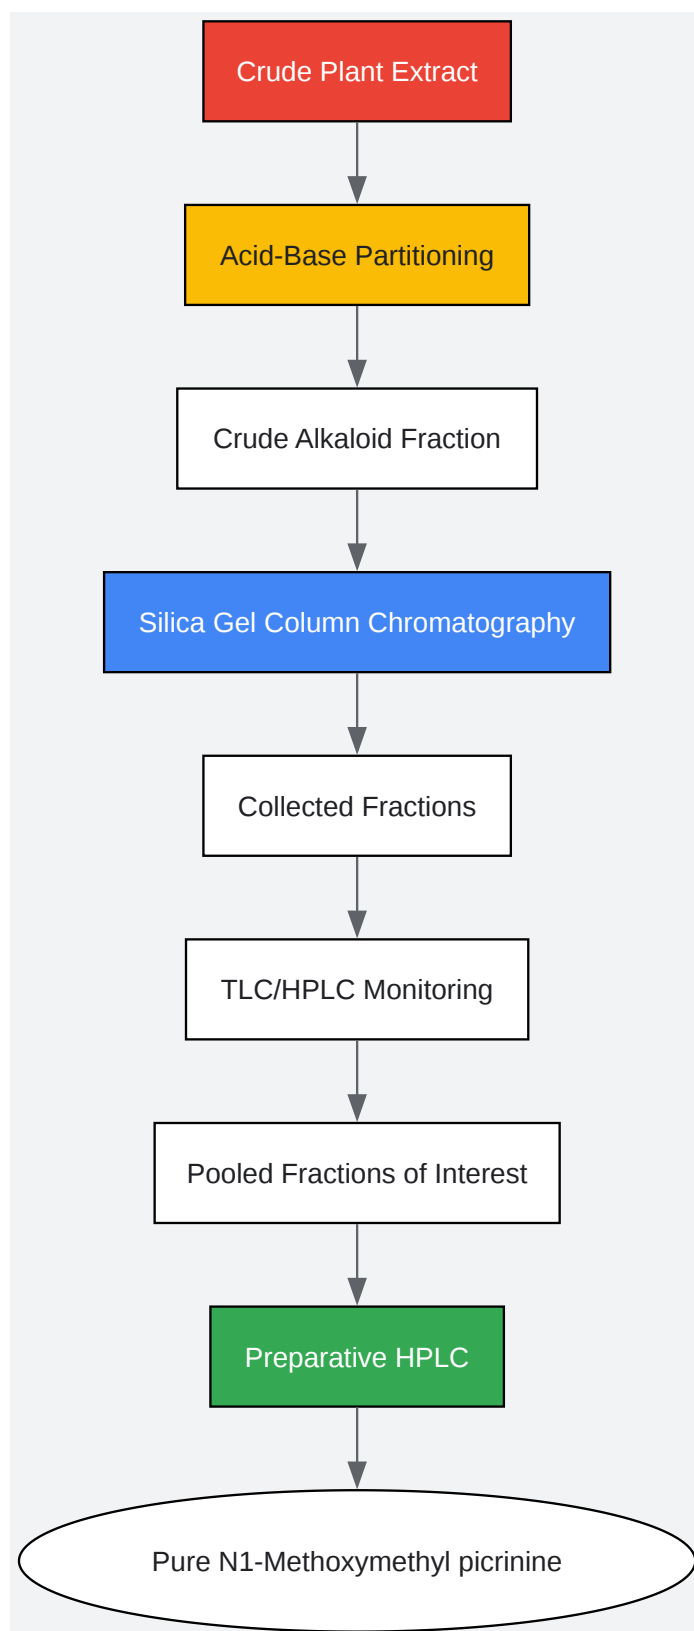 Crude Plant Extract
Acid-Base Partitioning
Crude Alkaloid Fraction
Silica Gel Column Chromatography
Collected Fractions
TLC/HPLC Monitoring
Pooled Fractions of Interest
Preparative HPLC
Pure N1-Methoxymethyl picrinine